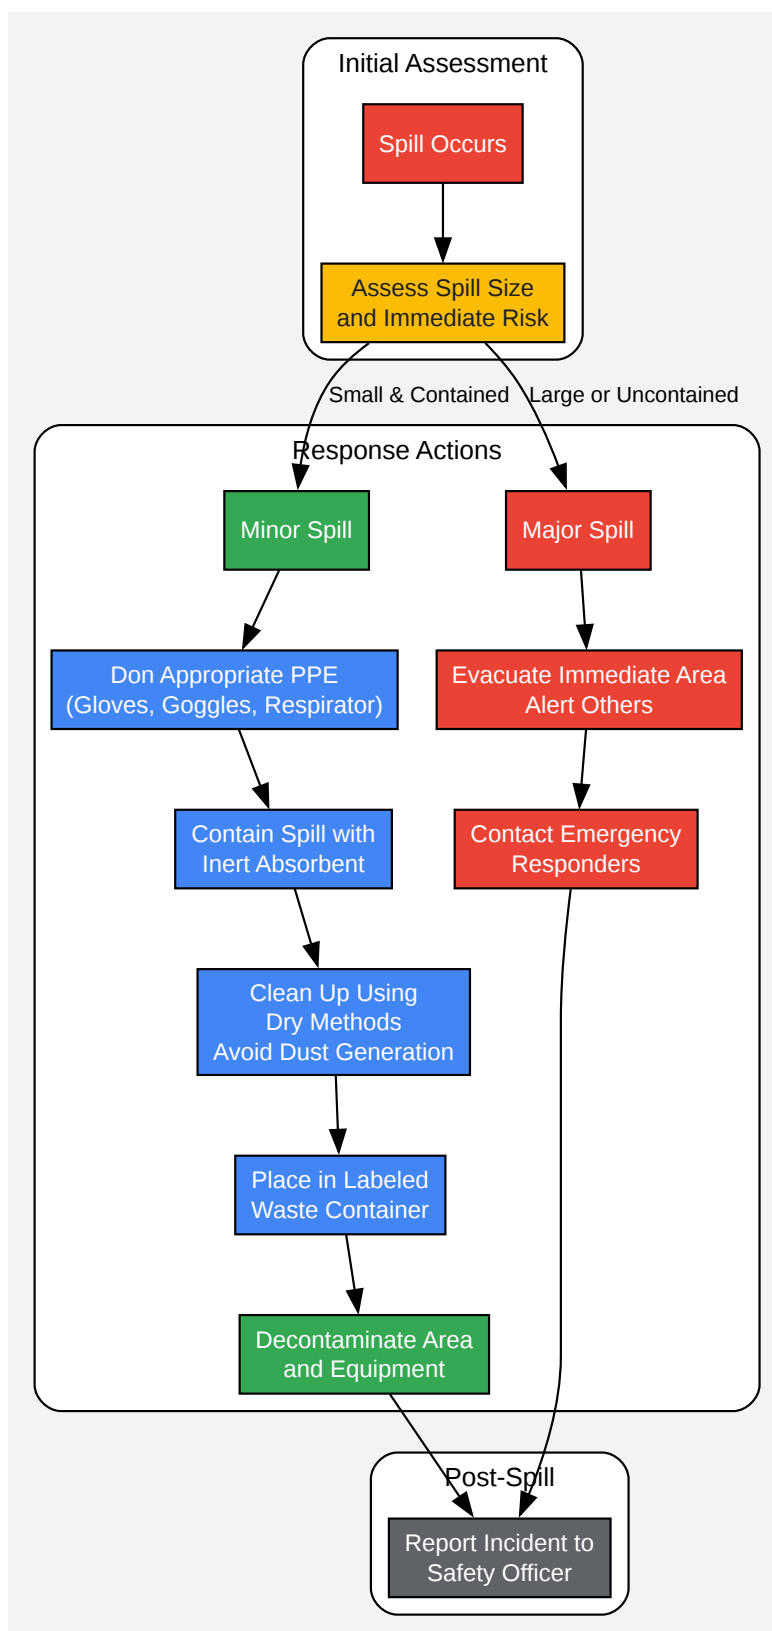 Initial Assessment
Spill Occurs
Assess Spill Size
and Immediate Risk
Small & Contained
Large or Uncontained
Response Actions
Minor Spill
Major Spill
Don Appropriate PPE
(Gloves, Goggles, Respirator)
Evacuate Immediate Area
Alert Others
Contain Spill with
Inert Absorbent
Contact Emergency
Responders
Clean Up Using
Dry Methods
Avoid Dust Generation
Place in Labeled
Waste Container
Decontaminate Area
and Equipment
Post-Spill
Report Incident to
Safety Officer